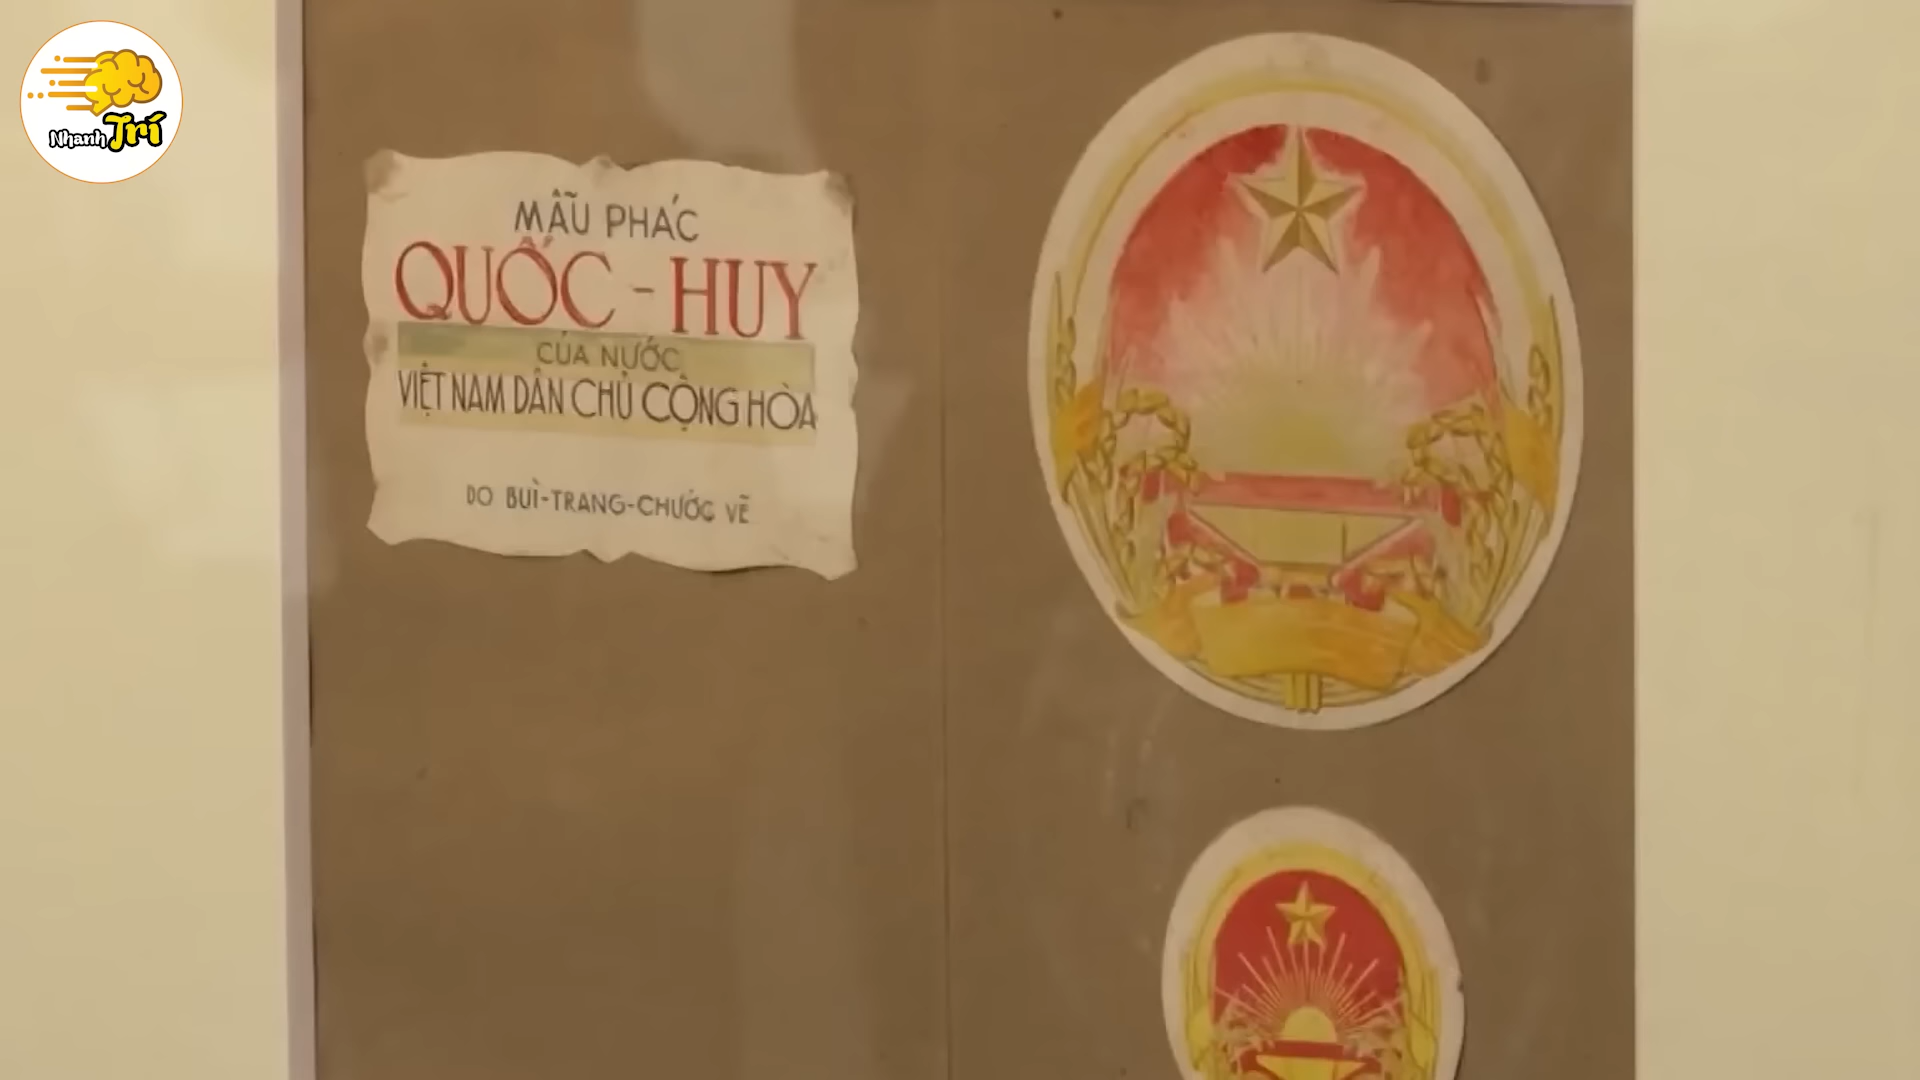 Nhanh Trí
MẪU PHÁC
QUỐC - HUY
CỦA NƯỚC
VIỆT NAM DÂN CHỦ CỘNG HÒA
DO BÙI-TRANG-CHƯỚC VẼ